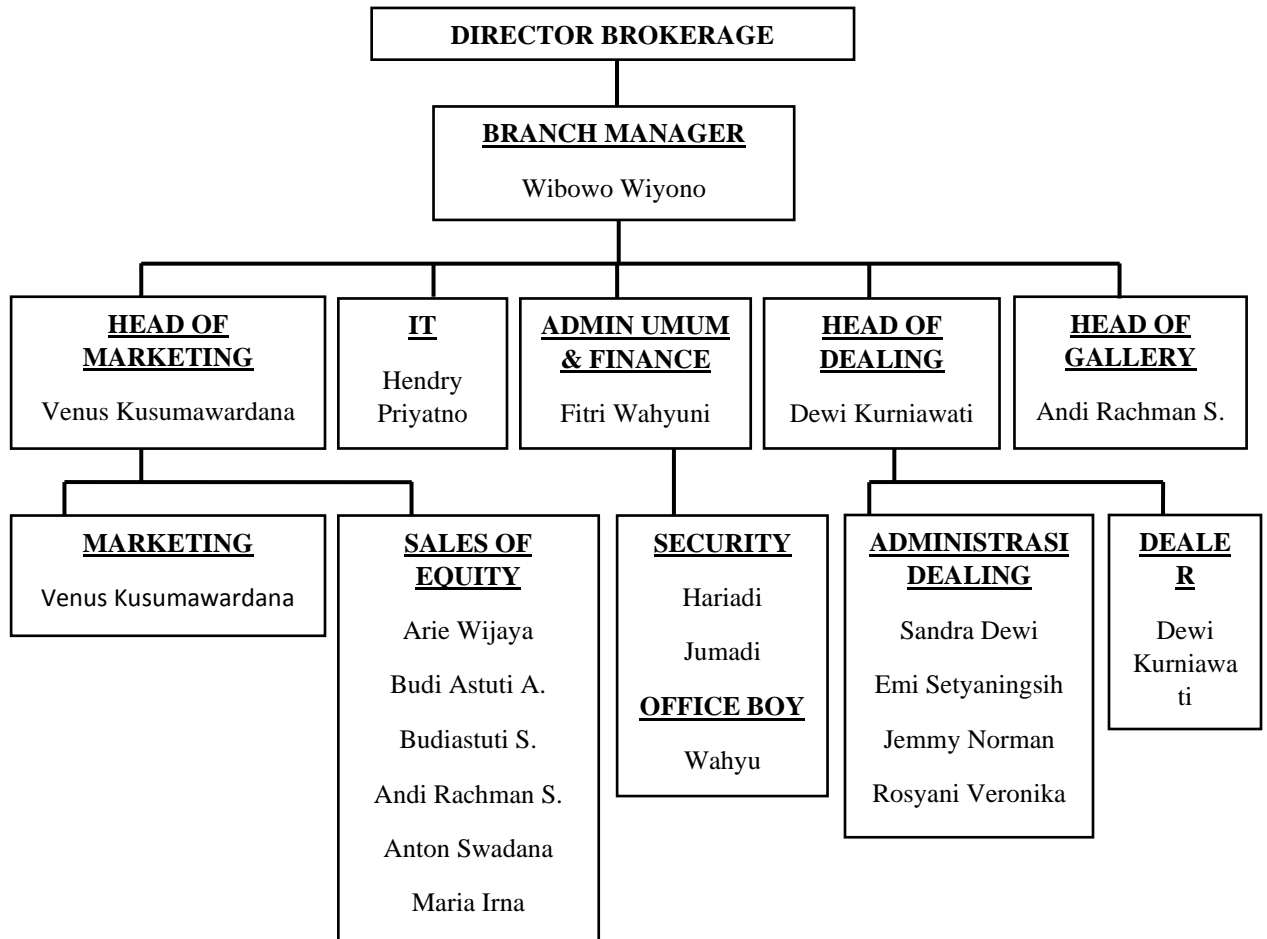 DIRECTOR BROKERAGE
BRANCH MANAGER
Wibowo Wiyono
HEAD OF
MARKETING
Venus Kusumawardana
IT
Hendry
Priyatno
ADMIN UMUM
& FINANCE
Fitri Wahyuni
HEAD OF
DEALING
Dewi Kurniawati
HEAD OF
GALLERY
Andi Rachman S.
MARKETING
Venus Kusumawardana
SALES OF
EQUITY
Arie Wijaya
Budi Astuti A.
Budiastuti S.
Andi Rachman S.
Anton Swadana
Maria Irna
SECURITY
Hariadi
Jumadi
OFFICE BOY
Wahyu
ADMINISTRASI
DEALING
Sandra Dewi
Emi Setyaningsih
Jemmy Norman
Rosyani Veronika
DEALE
R
Dewi
Kurniawa
ti